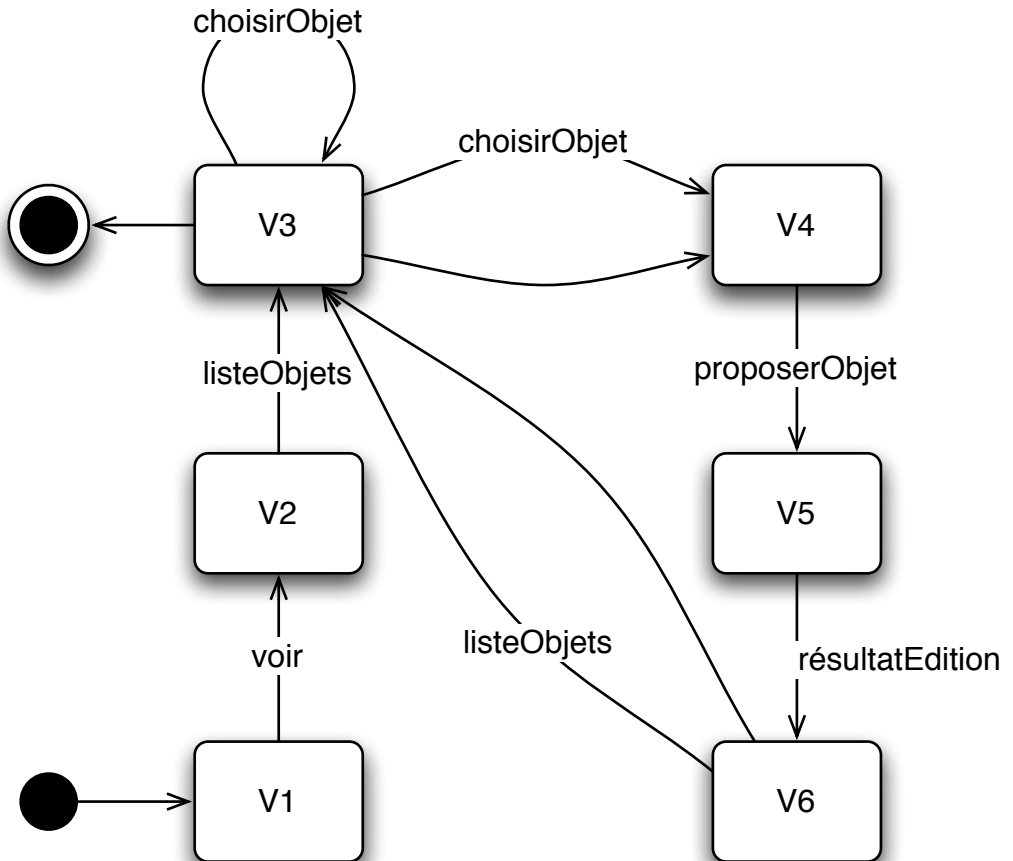 choisirObjet
choisirObjet
V3
V4
listeObjets
proposerObjet
V2
V5
voir
listeObjets
résultatEdition
V1
V6